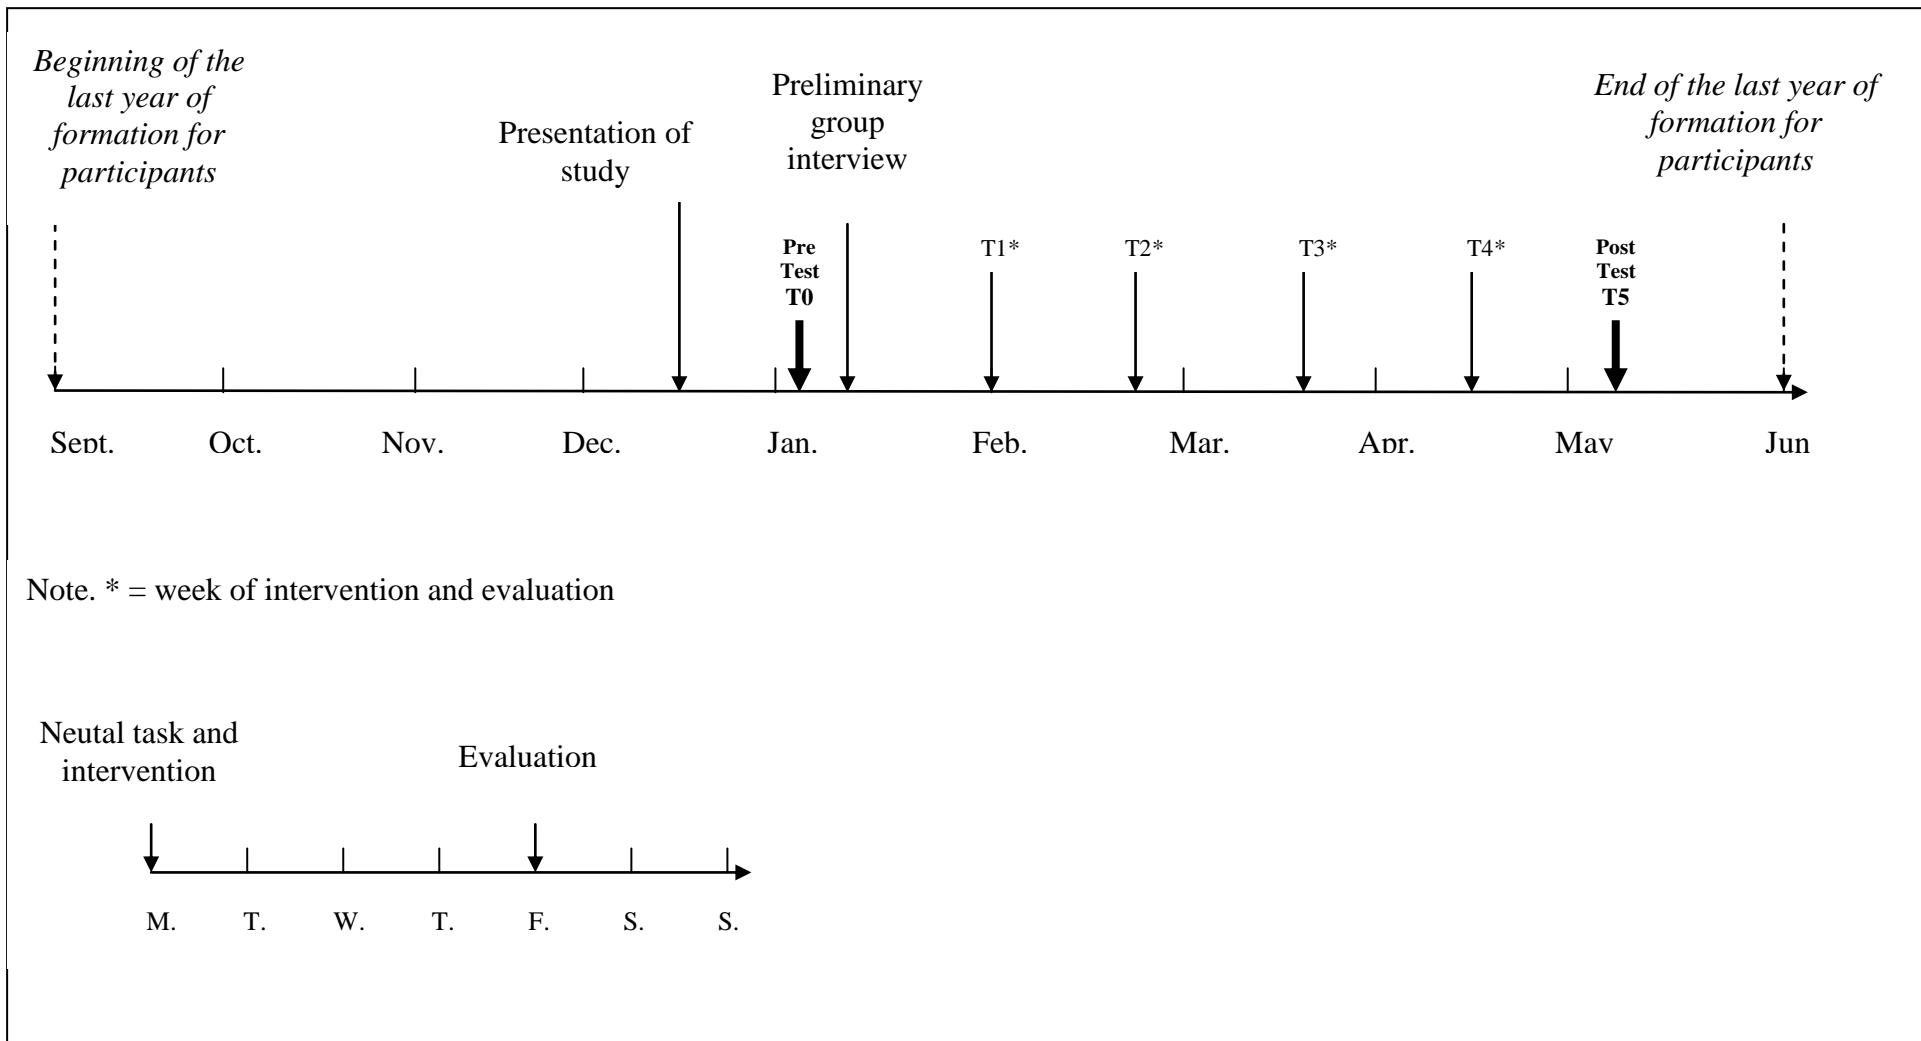 Beginning of the
last year of
formation for
participants
Presentation of
study
Preliminary
group
interview
End of the last year of
formation for
participants
Pre
Test
T0
T1*
T2*
T3*
T4*
Post
Test
T5
Sept.
Oct.
Nov.
Dec.
Jan.
Feb.
Mar.
Apr.
May
Jun
Note. * = week of intervention and evaluation
Neutal task and
intervention
Evaluation
M.
T.
W.
T.
F.
S.
S.